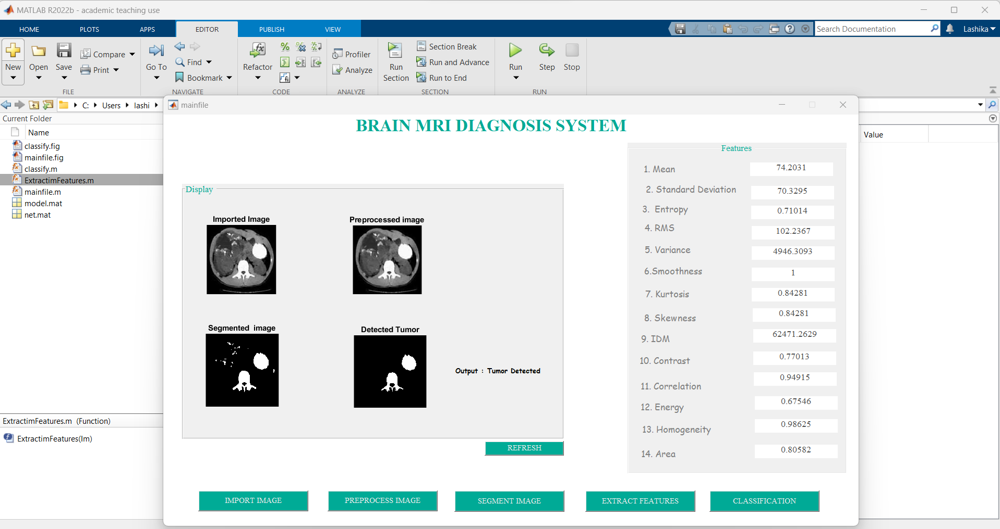 MATLAB R2022b - academic teaching use
HOME PLOTS APPS EDITOR PUBLISH VIEW
Search Documentation
Lashika
New
Open
Save
Compare
Print
FILE
Go To
Find
Bookmark
NAVIGATE
Refactor
CODE
Profiler
Analyze
ANALYZE
Run Section
Section Break
Run and Advance
Run to End
SECTION
Run
Step
Stop
RUN
C: Users lashi
Current Folder
Name
classify.fig
mainfile.fig
classify.m
ExtractimFeatures.m
mainfile.m
model.mat
net.mat
ExtractimFeatures.m (Function)
ExtractimFeatures(Im)
Value
mainfile
BRAIN MRI DIAGNOSIS SYSTEM
Display
Imported Image
Preprocessed image
Segmented image
Detected Tumor
Output : Tumor Detected
REFRESH
Features
1. Mean 74.2031
2. Standard Deviation 70.3295
3. Entropy 0.71014
4. RMS 102.2367
5. Variance 4946.3093
6.Smoothness 1
7. Kurtosis 0.84281
8. Skewness 0.84281
9. IDM 62471.2629
10. Contrast 0.77013
11. Correlation 0.94915
12. Energy 0.67546
13. Homogeneity 0.98625
14. Area 0.80582
IMPORT IMAGE
PREPROCESS IMAGE
SEGMENT IMAGE
EXTRACT FEATURES
CLASSIFICATION